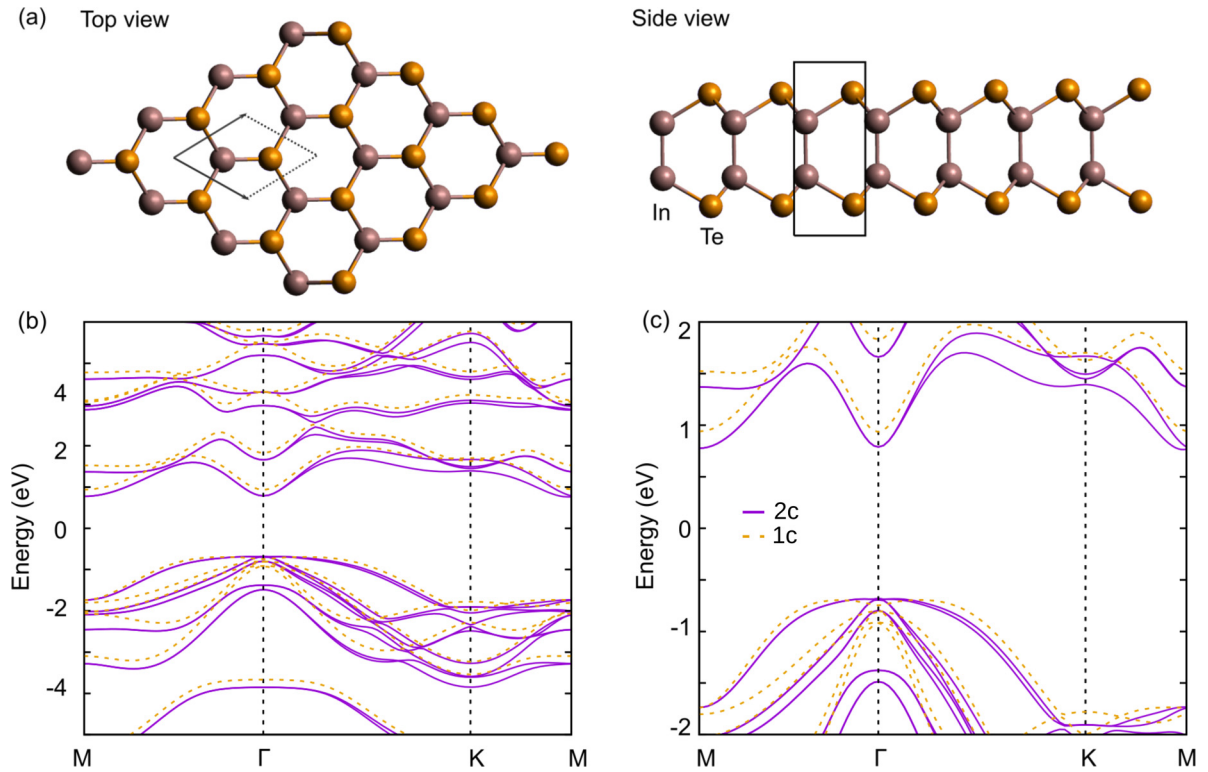 (a) Top view
Side view
In
Te
(b)
Energy (eV)
4
2
0
-2
-4
M Γ K M
(c)
Energy (eV)
2
1
0
-1
-2
2c
1c
M Γ K M